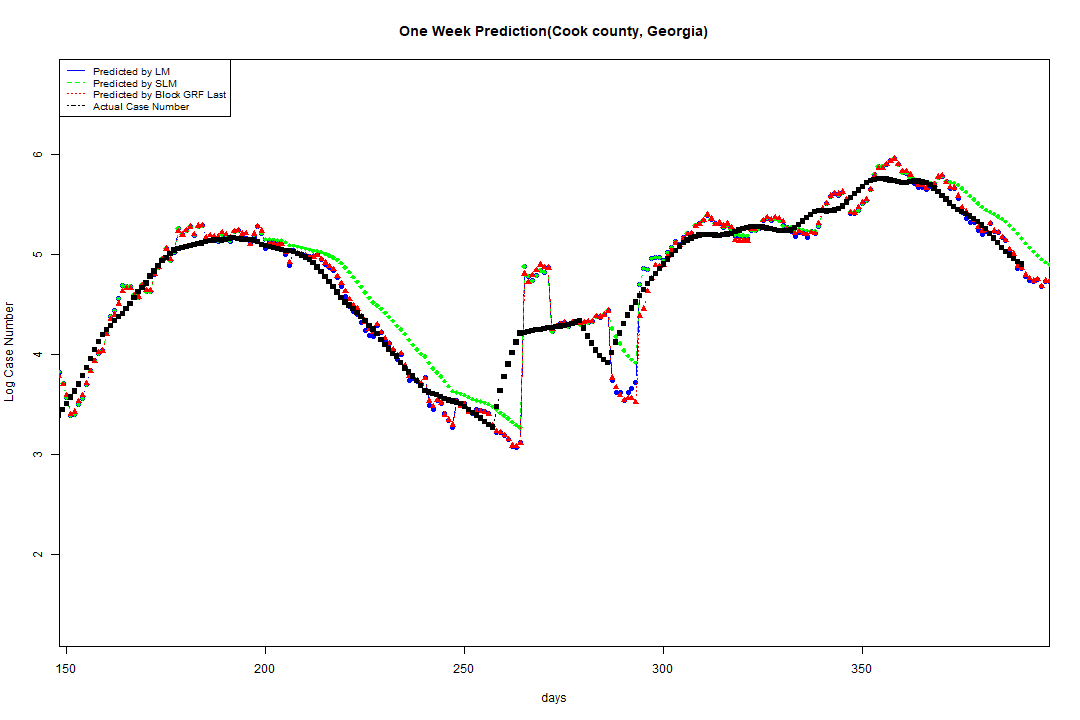 One Week Prediction(Cook county, Georgia)
Predicted by LM
Predicted by SLM
Predicted by Block GRF Last
Actual Case Number
6
5
4
3
2
Log Case Number
150 200 250 300 350
days